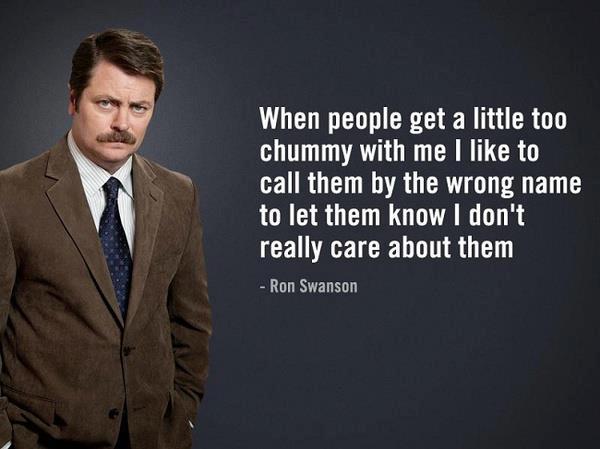 When people get a little too
chummy with me I like to
call them by the wrong name
to let them know I don't
really care about them
- Ron Swanson